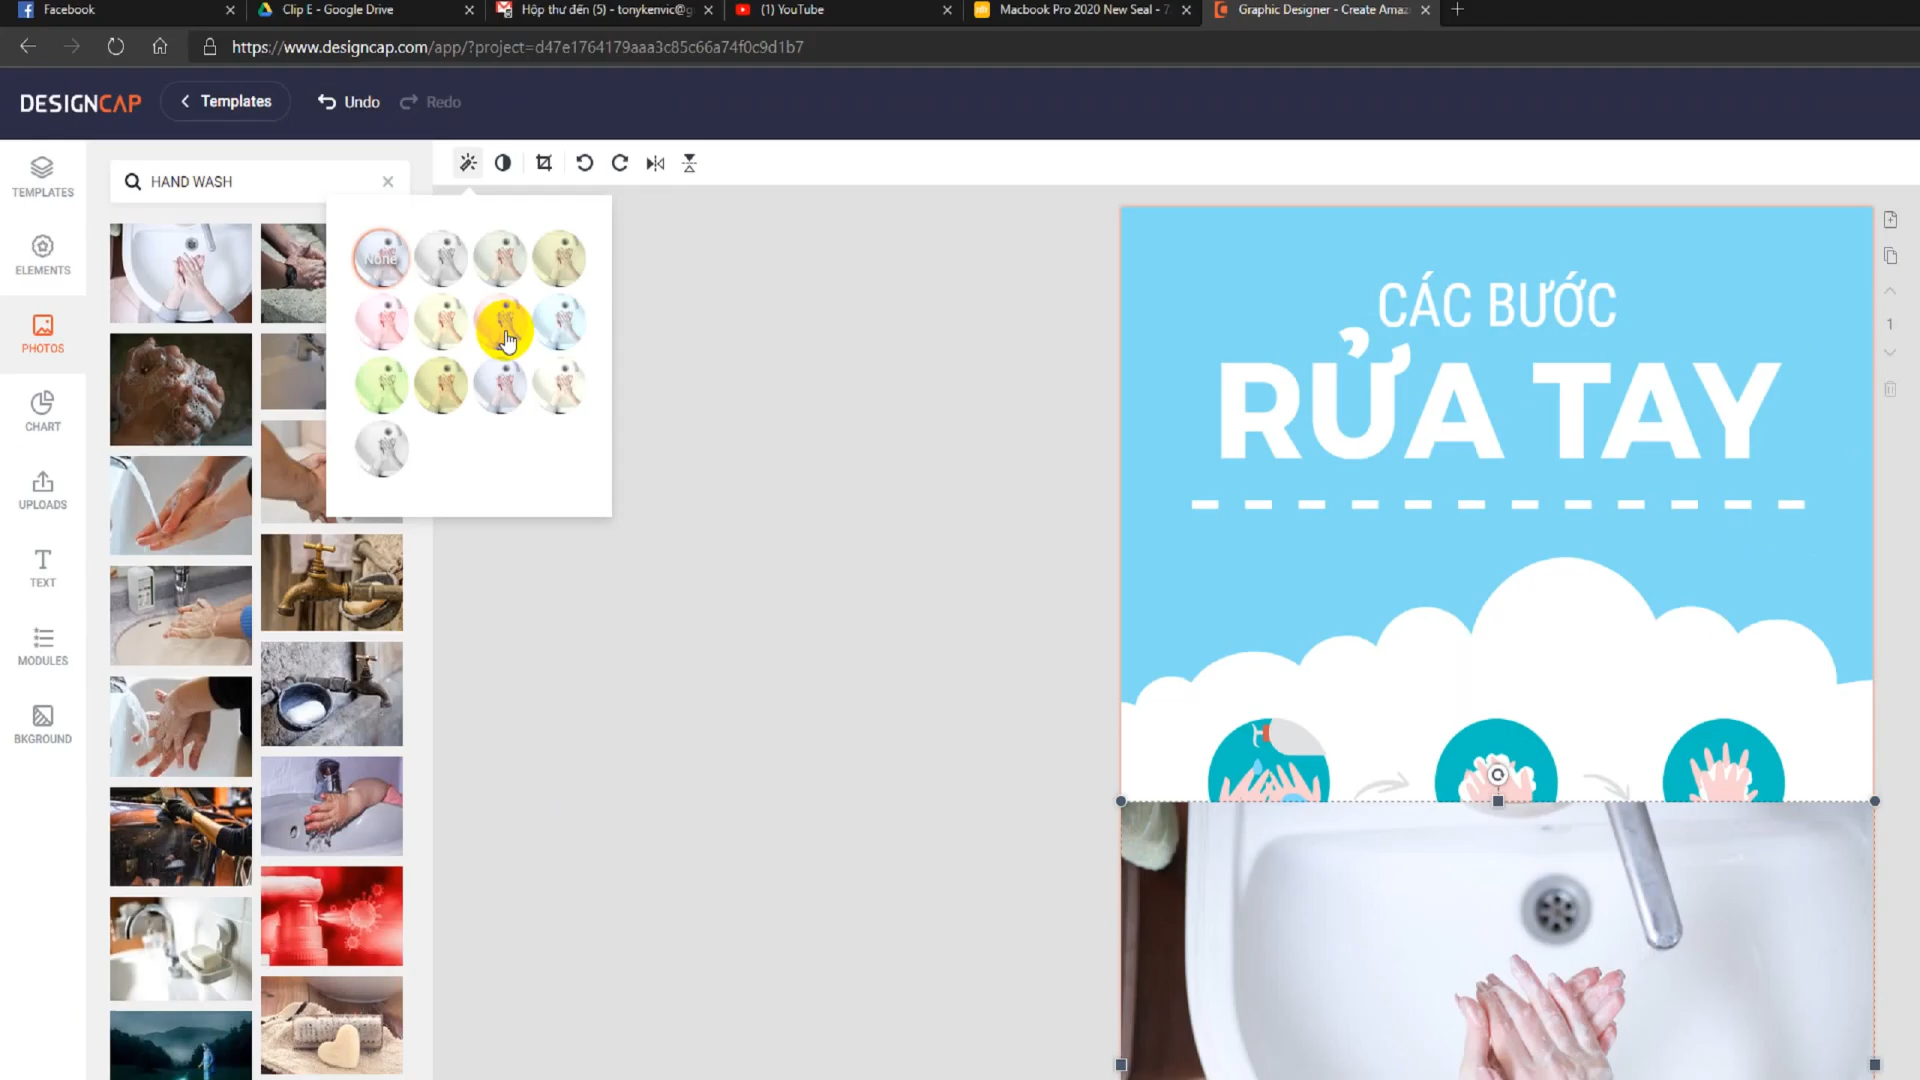 Facebook
Clip E - Google Drive
Hộp thư đến (5) - tonykenvic@g
(1) YouTube
Macbook Pro 2020 New Seal - 7
Graphic Designer - Create Amaz
https://www.designcap.com/app/?project=d47e1764179aaa3c85c66a74f0c9d1b7
DESIGNCAP
Templates
Undo
Redo
TEMPLATES
ELEMENTS
PHOTOS
CHART
UPLOADS
TEXT
MODULES
BKGROUND
HAND WASH
None
CÁC BƯỚC
RỬA TAY
1